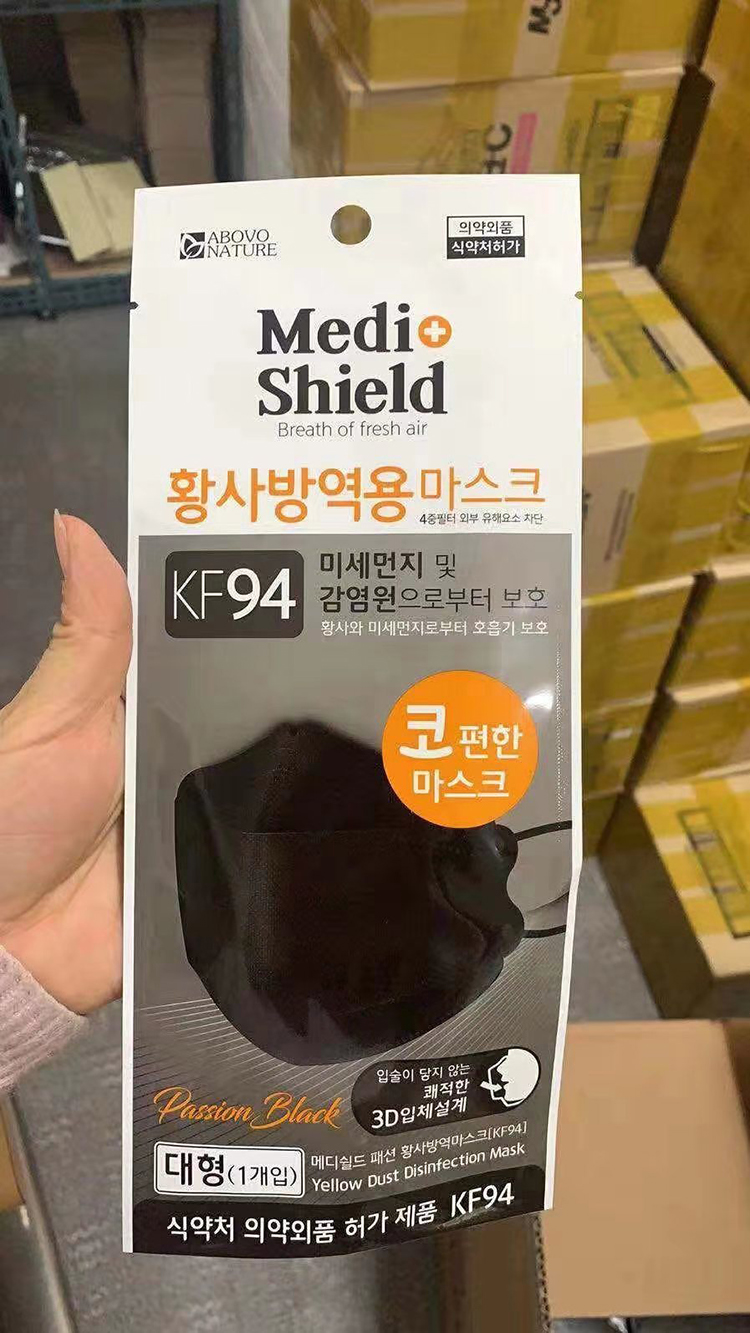 ABOVO
NATURE
의약외품
식약처허가
Medi
Shield
Breath of fresh air
황사방역용마스크
4중필터 외부 유해요소 차단
KF94
미세먼지 및
감염원으로부터 보호
황사와 미세먼지로부터 호흡기 보호
코 편한
마스크
입술이 닿지 않는
쾌적한
3D입체설계
Passion Black
대형(1개입)
메디쉴드 패션 황사방역마스크[KF94]
Yellow Dust Disinfection Mask
식약처 의약외품 허가 제품 KF94